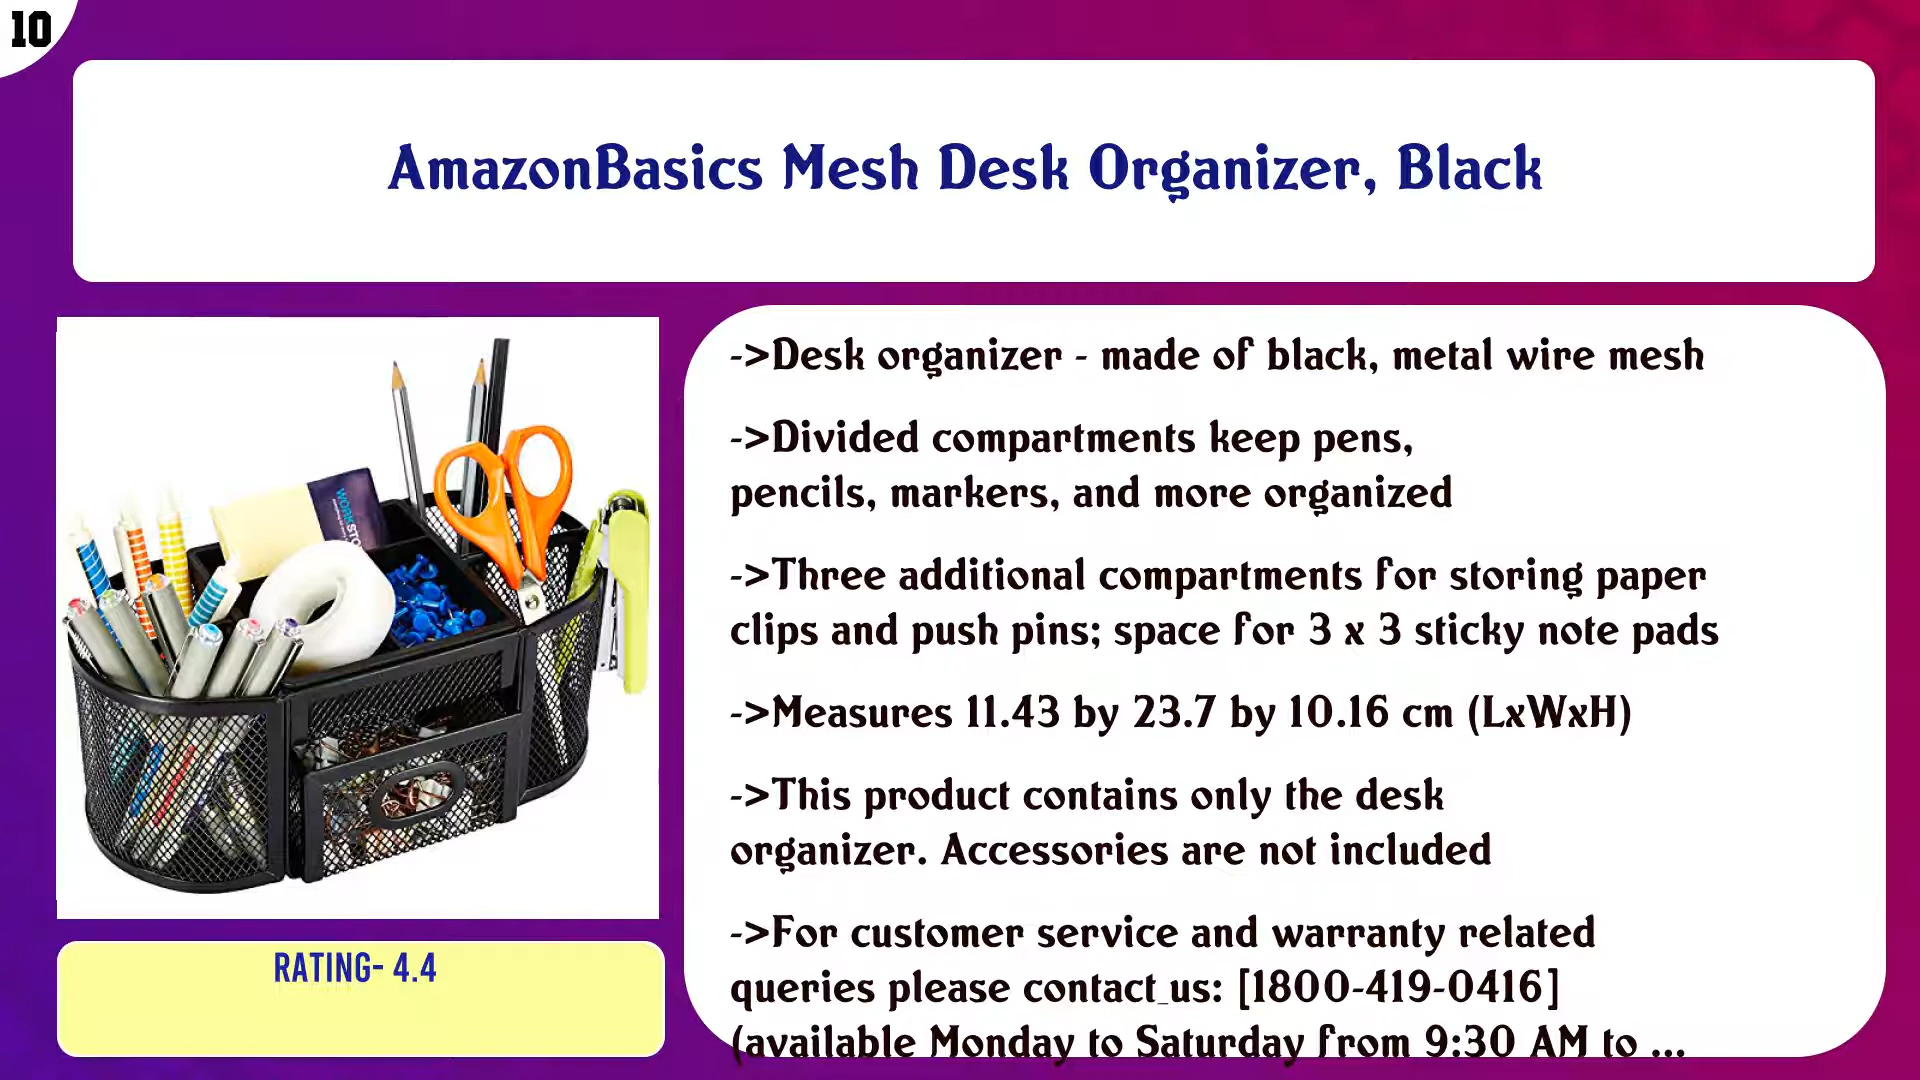 10
AmazonBasics Mesh Desk Organizer, Black
->Desk organizer - made of black, metal wire mesh
->Divided compartments keep pens,
pencils, markers, and more organized
->Three additional compartments for storing paper
clips and push pins; space for 3 x 3 sticky note pads
->Measures 11.43 by 23.7 by 10.16 cm (LxWxH)
->This product contains only the desk
organizer. Accessories are not included
->For customer service and warranty related
queries please contact_us: [1800-419-0416]
(available Monday to Saturday from 9:30 AM to ...
WORKSTO
RATING- 4.4